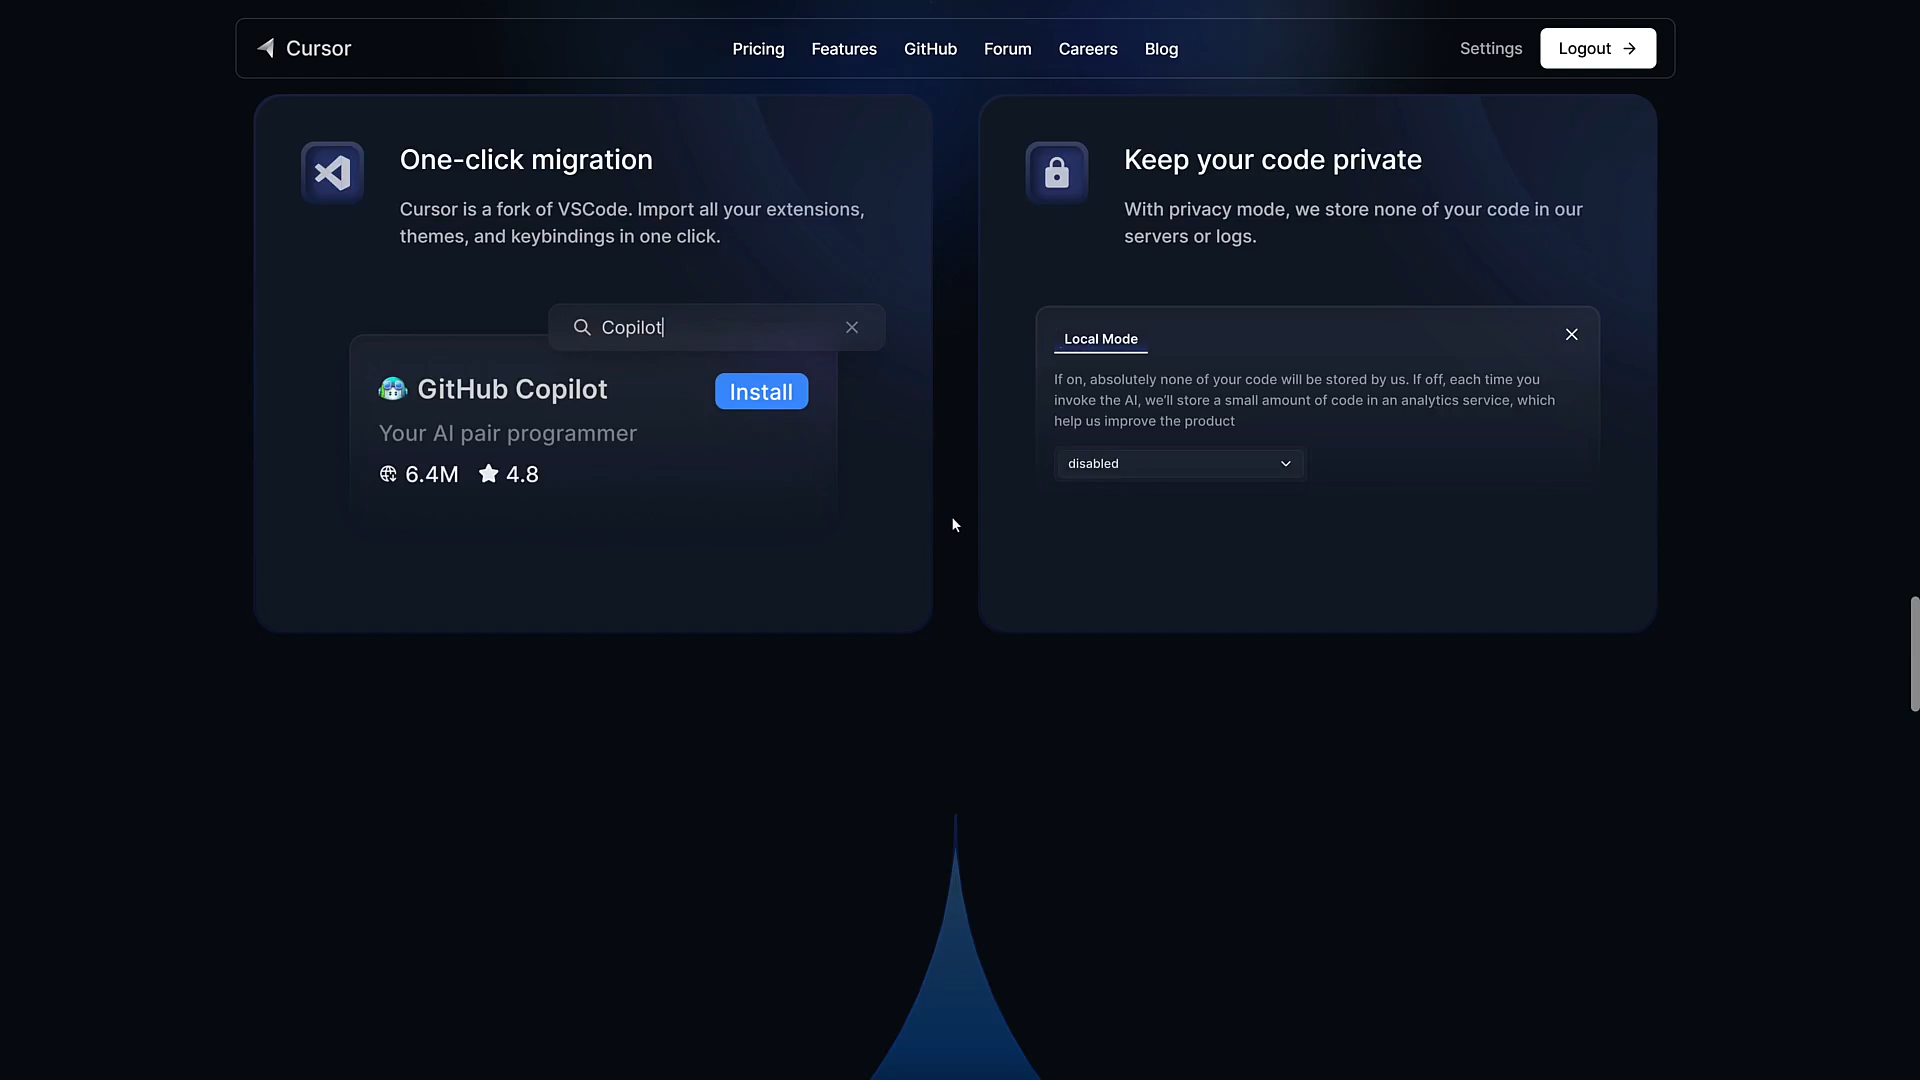 Cursor
Pricing Features GitHub Forum Careers Blog
Settings
Logout
One-click migration
Cursor is a fork of VSCode. Import all your extensions,
themes, and keybindings in one click.
Copilot
GitHub Copilot
Install
Your AI pair programmer
6.4M 4.8
Keep your code private
With privacy mode, we store none of your code in our
servers or logs.
Local Mode
If on, absolutely none of your code will be stored by us. If off, each time you
invoke the AI, we'll store a small amount of code in an analytics service, which
help us improve the product
disabled